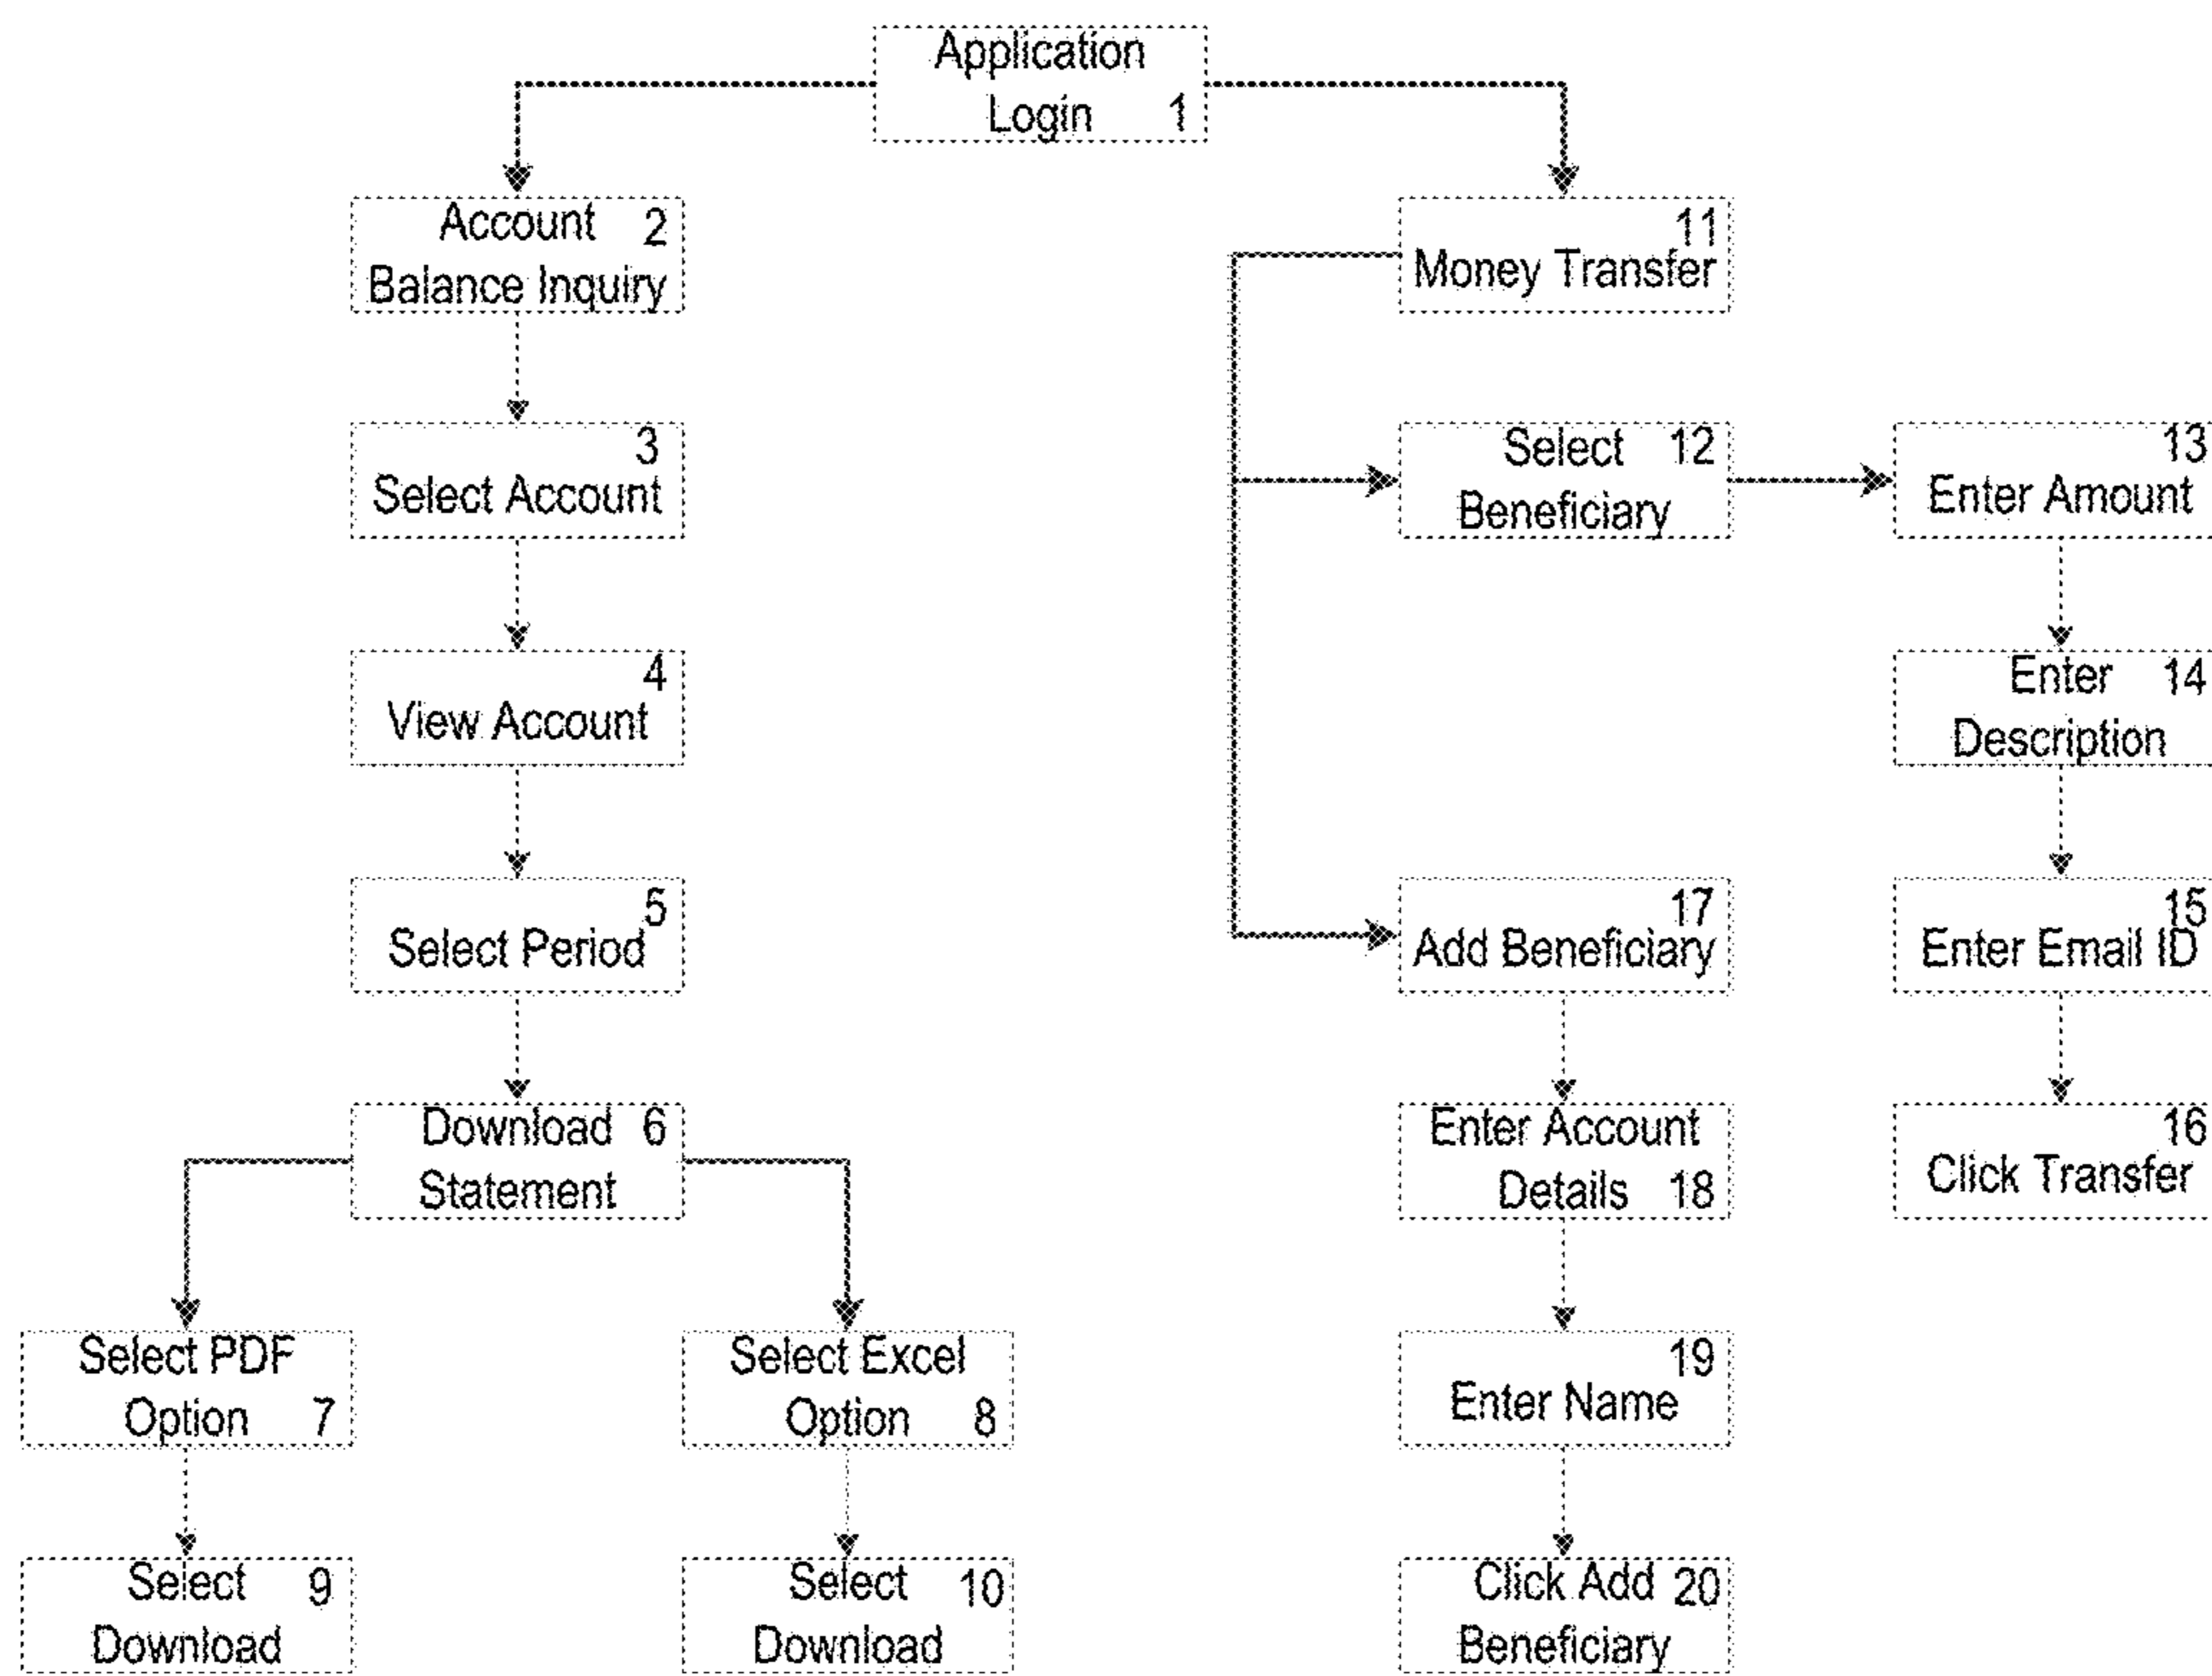 Application
Login 1
Account 2
Balance Inquiry
3
Select Account
4
View Account
5
Select Period
Download 6
Statement
Select PDF
Option 7
Select Excel
Option 8
Select 9
Download
Select 10
Download
11
Money Transfer
Select 12
Beneficiary
13
Enter Amount
Enter 14
Description
15
Enter Email ID
16
Click Transfer
17
Add Beneficiary
Enter Account
Details 18
19
Enter Name
Click Add 20
Beneficiary